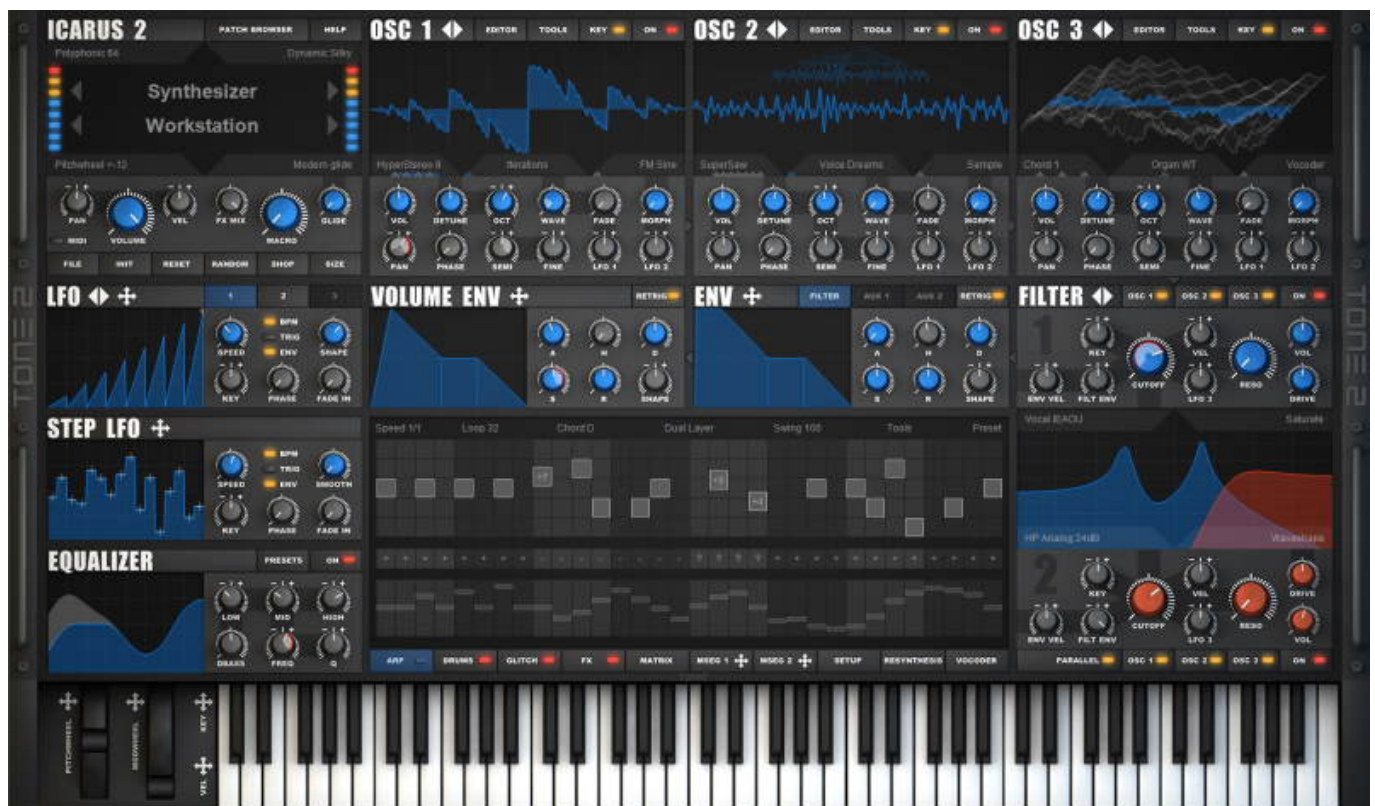 ICARUS 2 PATCH BROWSER HELP
Polyphonic 64 Dynamic Silky
Synthesizer
Workstation
Pitchwheel +-12 Modern glide
PAN VOLUME VEL FX MIX MACRO GLIDE
MIDI
FILE INIT RESET RANDOM SHOP SIZE
OSC 1 EDITOR TOOLS KEY ON
HyperStereo 8 Iterations FM Sine
VOL DETUNE OCT WAVE FADE MORPH
PAN PHASE SEMI FINE LFO 1 LFO 2
OSC 2 EDITOR TOOLS KEY ON
SuperSaw Voice Dreams Sample
VOL DETUNE OCT WAVE FADE MORPH
PAN PHASE SEMI FINE LFO 1 LFO 2
OSC 3 EDITOR TOOLS KEY ON
Chord 1 Organ WT Vocoder
VOL DETUNE OCT WAVE FADE MORPH
PAN PHASE SEMI FINE LFO 1 LFO 2
LFO 1 2 3
BPM
SPEED TRIG SHAPE
ENV
KEY PHASE FADE IN
VOLUME ENV RETRIG
A H D
S R SHAPE
ENV FILTER AUX 1 AUX 2 RETRIG
A H D
S R SHAPE
FILTER OSC 1 OSC 2 OSC 3 ON
1
KEY VEL VOL
CUTOFF RESO
ENV VEL FILT ENV LFO 3 DRIVE
Vocal IEAOU Saturate
HP Analog 24dB Waveshape
2
KEY VEL DRIVE
CUTOFF RESO
ENV VEL FILT ENV LFO 3 VOL
PARALLEL OSC 1 OSC 2 OSC 3 ON
STEP LFO
BPM
SPEED TRIG SMOOTH
ENV
KEY PHASE FADE IN
EQUALIZER PRESETS ON
LOW MID HIGH
DBASS FREQ Q
Speed 1/1 Loop 32 Chord D Dual Layer Swing 100 Tools Preset
ARP DRUMS GLITCH FX MATRIX MSEG 1 MSEG 2 SETUP RESYNTHESIS VOCODER
PITCHWHEEL
MODWHEEL
KEY
VEL
TONE2
TONE2